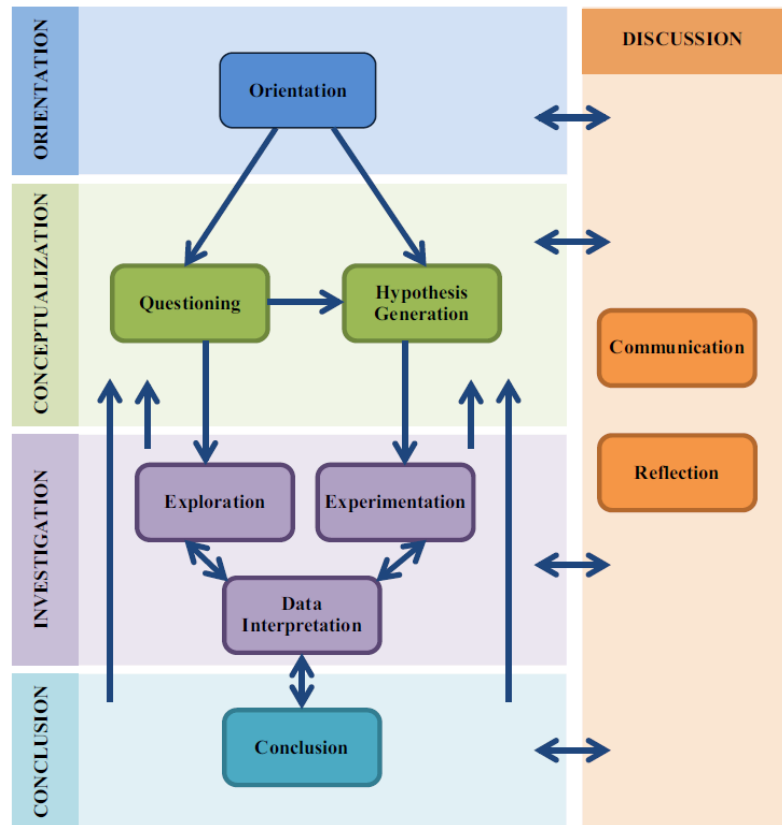 ORIENTATION
Orientation
CONCEPTUALIZATION
Questioning
Hypothesis
Generation
INVESTIGATION
Exploration
Experimentation
Data
Interpretation
CONCLUSION
Conclusion
DISCUSSION
Communication
Reflection